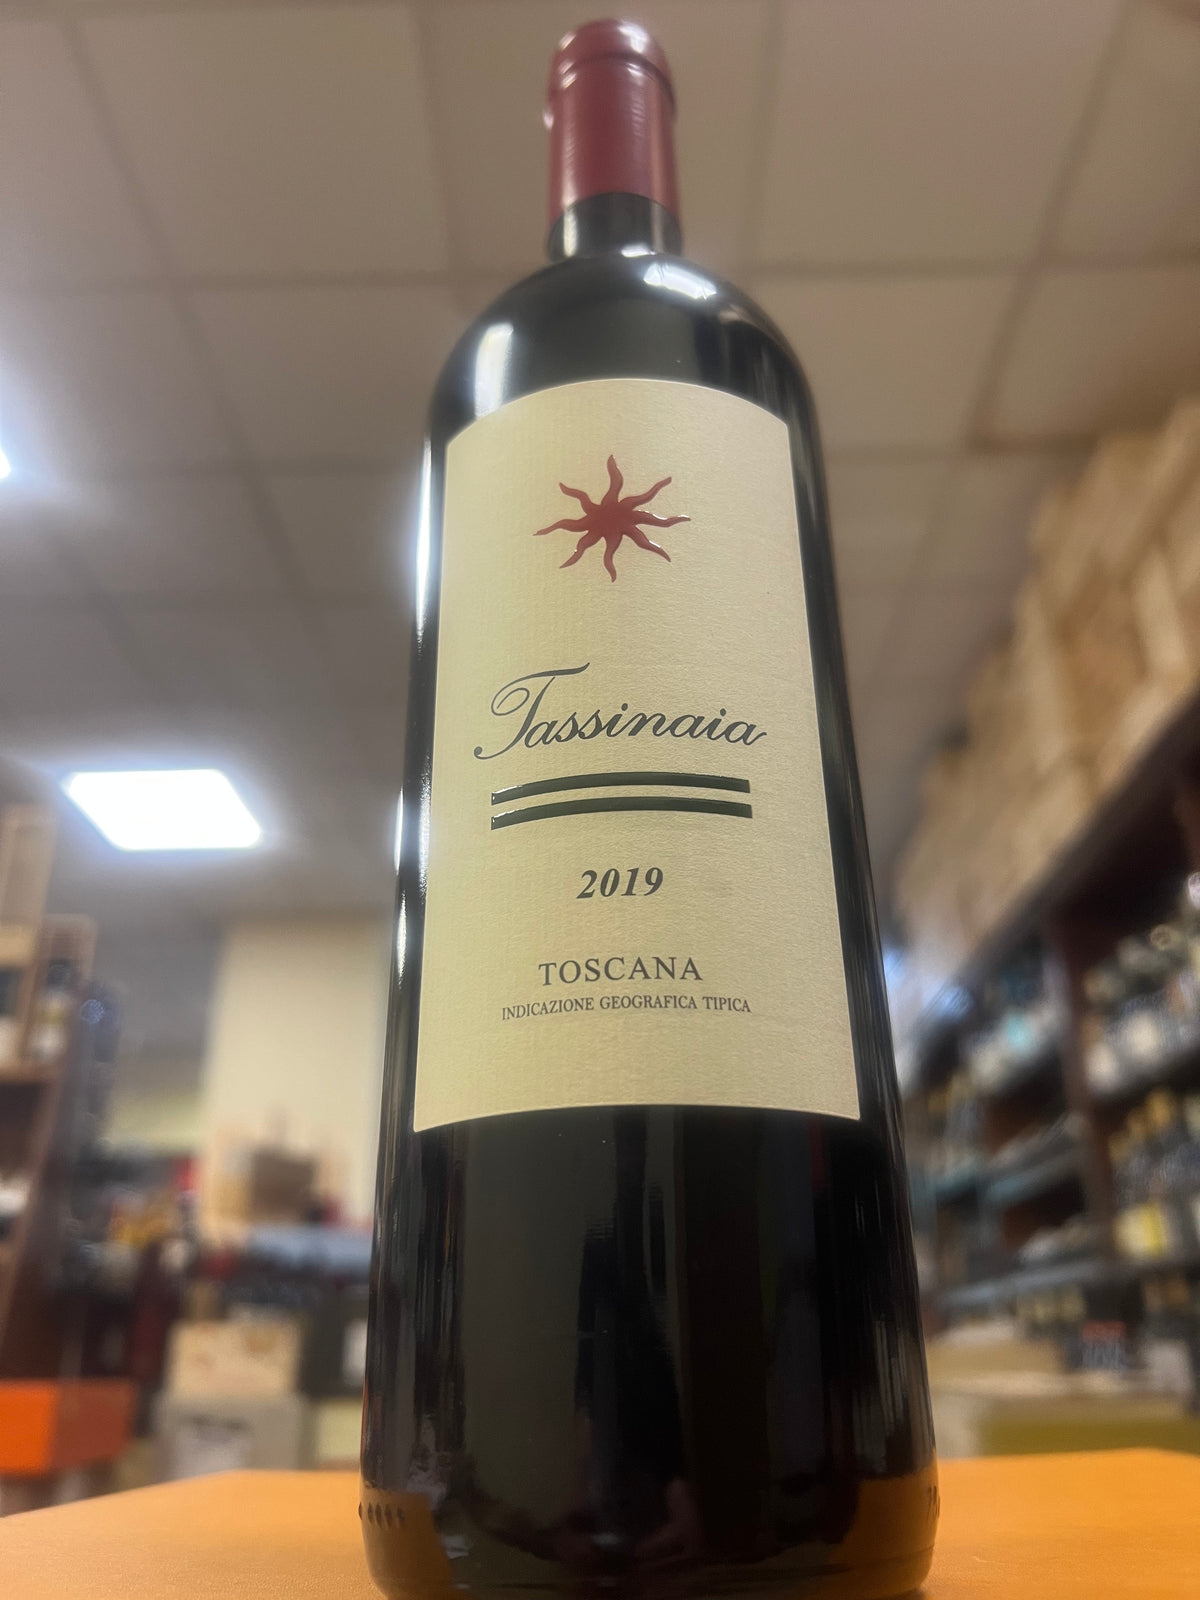 Tassinaia
2019
TOSCANA
INDICAZIONE GEOGRAFICA TIPICA